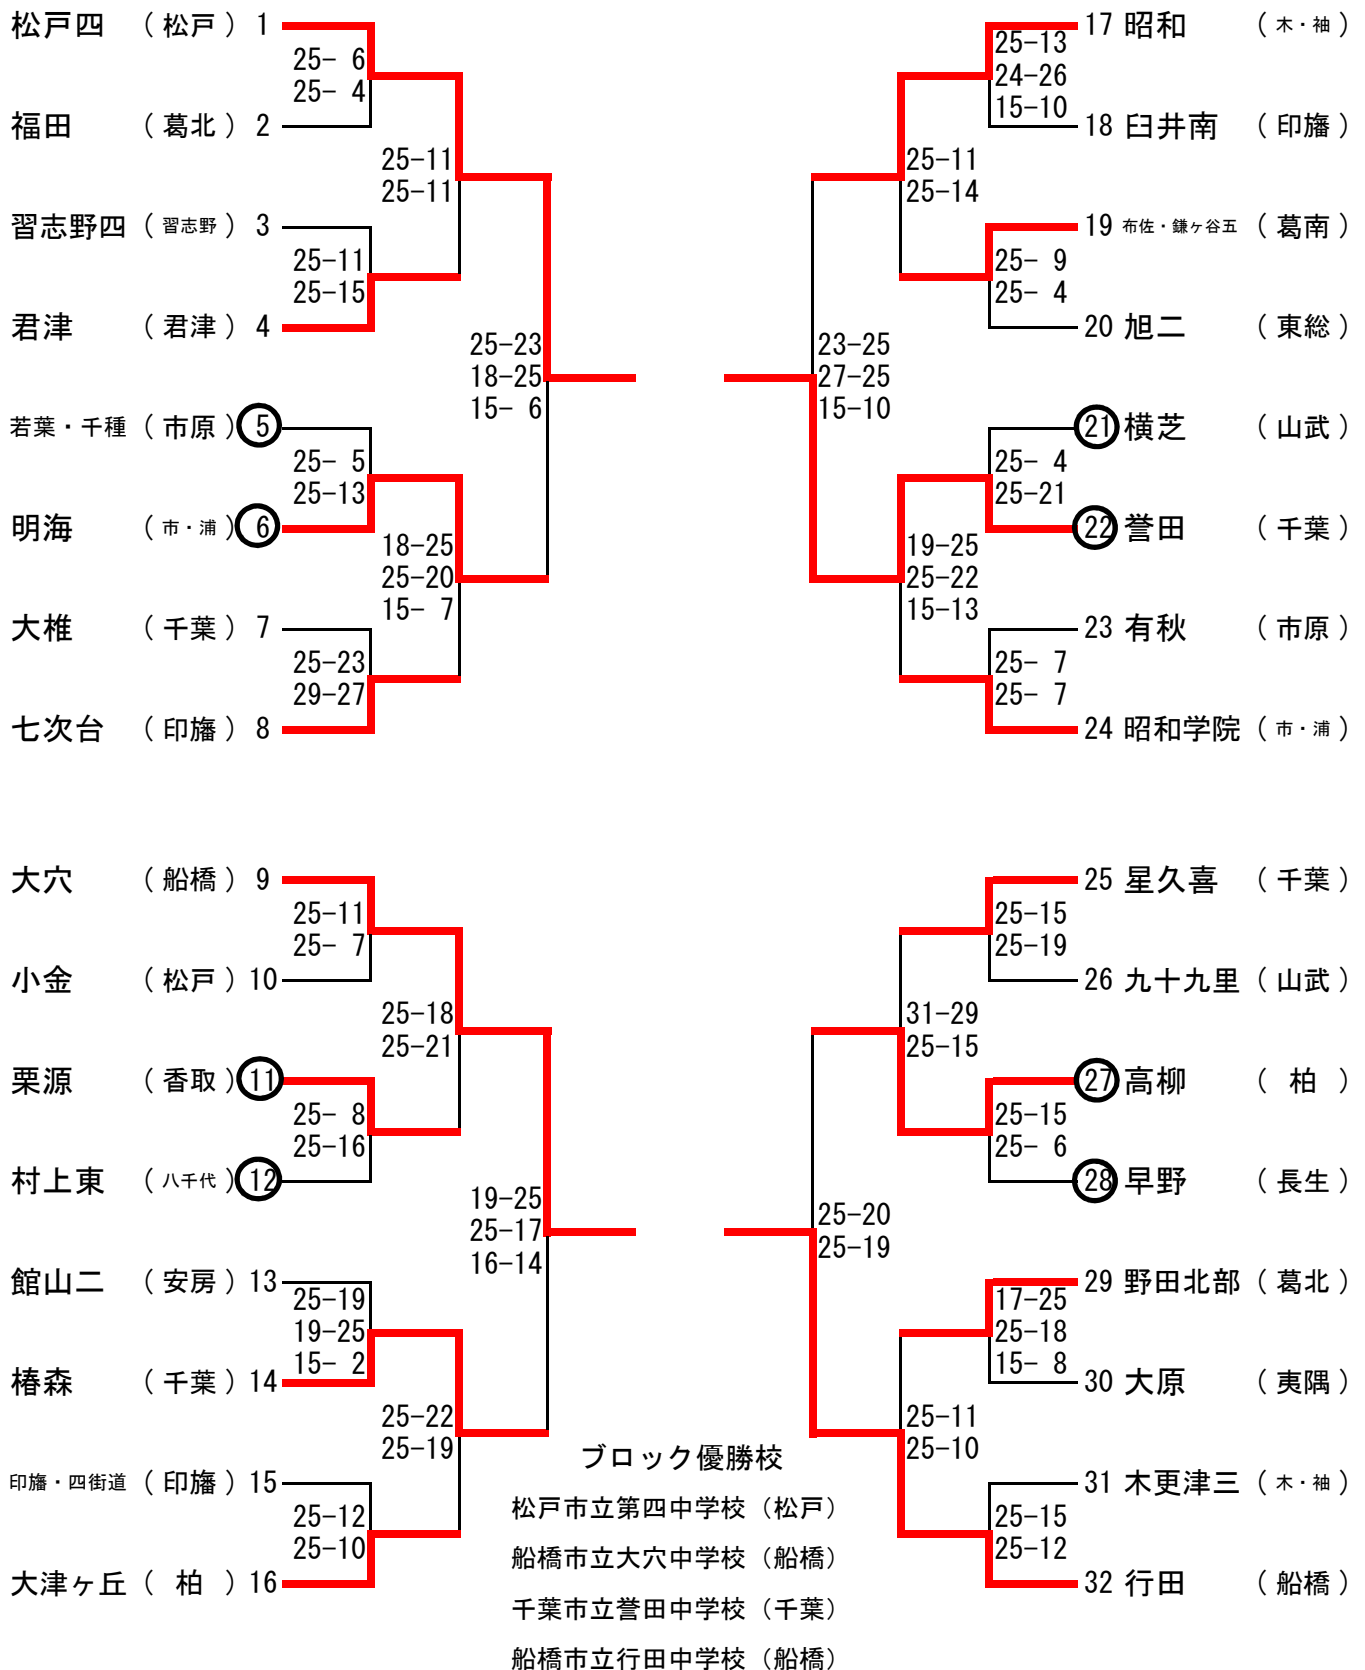 松戸四 （ 松戸 ） 1
25- 6
25- 4
福田 （ 葛北 ） 2
25-11
25-11
習志野四 （ 習志野 ） 3
25-11
25-15
君津 （ 君津 ） 4
25-23
18-25
15- 6
若葉・千種 （ 市原 ） 5
25- 5
25-13
明海 （ 市・浦 ） 6
18-25
25-20
15- 7
大椎 （ 千葉 ） 7
25-23
29-27
七次台 （ 印旛 ） 8
17 昭和 （ 木・袖 ）
25-13
24-26
15-10
18 臼井南 （ 印旛 ）
25-11
25-14
19 布佐・鎌ヶ谷五 （ 葛南 ）
25- 9
25- 4
20 旭二 （ 東総 ）
23-25
27-25
15-10
21 横芝 （ 山武 ）
25- 4
25-21
22 誉田 （ 千葉 ）
19-25
25-22
15-13
23 有秋 （ 市原 ）
25- 7
25- 7
24 昭和学院 （ 市・浦 ）
大穴 （ 船橋 ） 9
25-11
25- 7
小金 （ 松戸 ） 10
25-18
25-21
栗源 （ 香取 ） 11
25- 8
25-16
村上東 （ 八千代 ） 12
19-25
25-17
16-14
館山二 （ 安房 ） 13
25-19
19-25
15- 2
椿森 （ 千葉 ） 14
25-22
25-19
印旛・四街道 （ 印旛 ） 15
25-12
25-10
大津ヶ丘 （ 柏 ） 16
25 星久喜 （ 千葉 ）
25-15
25-19
26 九十九里 （ 山武 ）
31-29
25-15
27 高柳 （ 柏 ）
25-15
25- 6
28 早野 （ 長生 ）
25-20
25-19
29 野田北部 （ 葛北 ）
17-25
25-18
15- 8
30 大原 （ 夷隅 ）
25-11
25-10
31 木更津三 （ 木・袖 ）
25-15
25-12
32 行田 （ 船橋 ）
ブロック優勝校
松戸市立第四中学校（松戸）
船橋市立大穴中学校（船橋）
千葉市立誉田中学校（千葉）
船橋市立行田中学校（船橋）